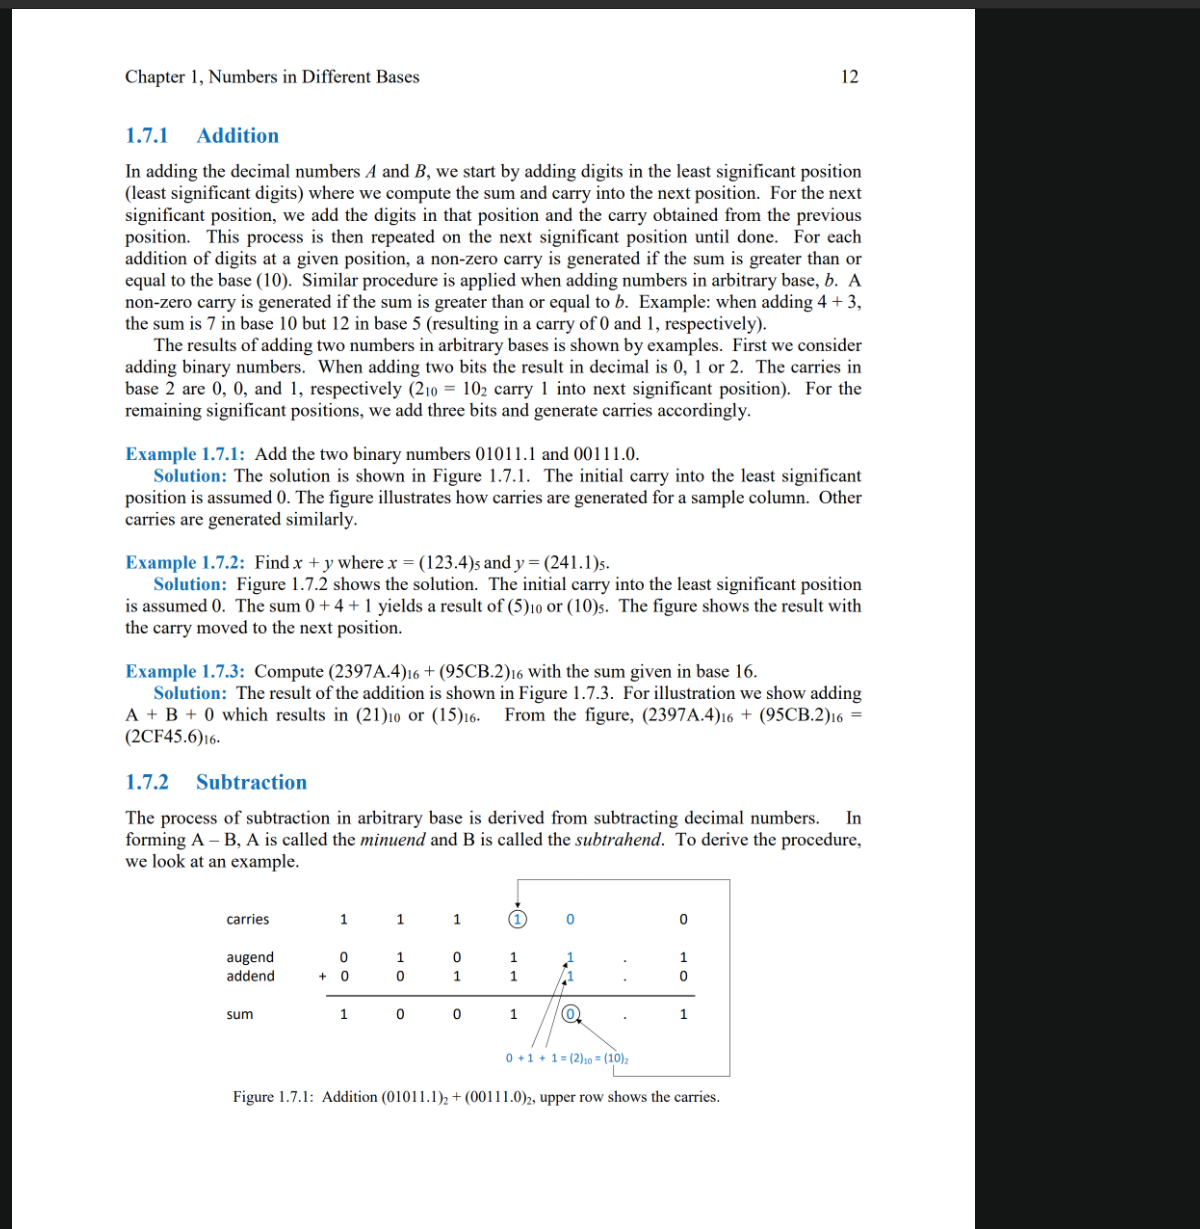 Chapter 1, Numbers in Different Bases 12
1.7.1 Addition
In adding the decimal numbers A and B, we start by adding digits in the least significant position
(least significant digits) where we compute the sum and carry into the next position. For the next
significant position, we add the digits in that position and the carry obtained from the previous
position. This process is then repeated on the next significant position until done. For each
addition of digits at a given position, a non-zero carry is generated if the sum is greater than or
equal to the base (10). Similar procedure is applied when adding numbers in arbitrary base, b. A
non-zero carry is generated if the sum is greater than or equal to b. Example: when adding 4 + 3,
the sum is 7 in base 10 but 12 in base 5 (resulting in a carry of 0 and 1, respectively).
The results of adding two numbers in arbitrary bases is shown by examples. First we consider
adding binary numbers. When adding two bits the result in decimal is 0, 1 or 2. The carries in
base 2 are 0, 0, and 1, respectively (2₁₀ = 10₂ carry 1 into next significant position). For the
remaining significant positions, we add three bits and generate carries accordingly.
Example 1.7.1: Add the two binary numbers 01011.1 and 00111.0.
Solution: The solution is shown in Figure 1.7.1. The initial carry into the least significant
position is assumed 0. The figure illustrates how carries are generated for a sample column. Other
carries are generated similarly.
Example 1.7.2: Find x + y where x = (123.4)₅ and y = (241.1)₅.
Solution: Figure 1.7.2 shows the solution. The initial carry into the least significant position
is assumed 0. The sum 0 + 4 + 1 yields a result of (5)₁₀ or (10)₅. The figure shows the result with
the carry moved to the next position.
Example 1.7.3: Compute (2397A.4)₁₆ + (95CB.2)₁₆ with the sum given in base 16.
Solution: The result of the addition is shown in Figure 1.7.3. For illustration we show adding
A + B + 0 which results in (21)₁₀ or (15)₁₆. From the figure, (2397A.4)₁₆ + (95CB.2)₁₆ =
(2CF45.6)₁₆.
1.7.2 Subtraction
The process of subtraction in arbitrary base is derived from subtracting decimal numbers. In
forming A – B, A is called the minuend and B is called the subtrahend. To derive the procedure,
we look at an example.
carries 1 1 1 1 0 0
augend 0 1 0 1 1 . 1
addend + 0 0 1 1 1 . 0
sum 1 0 0 1 0 . 1
0 + 1 + 1 = (2)₁₀ = (10)₂
Figure 1.7.1: Addition (01011.1)₂ + (00111.0)₂, upper row shows the carries.